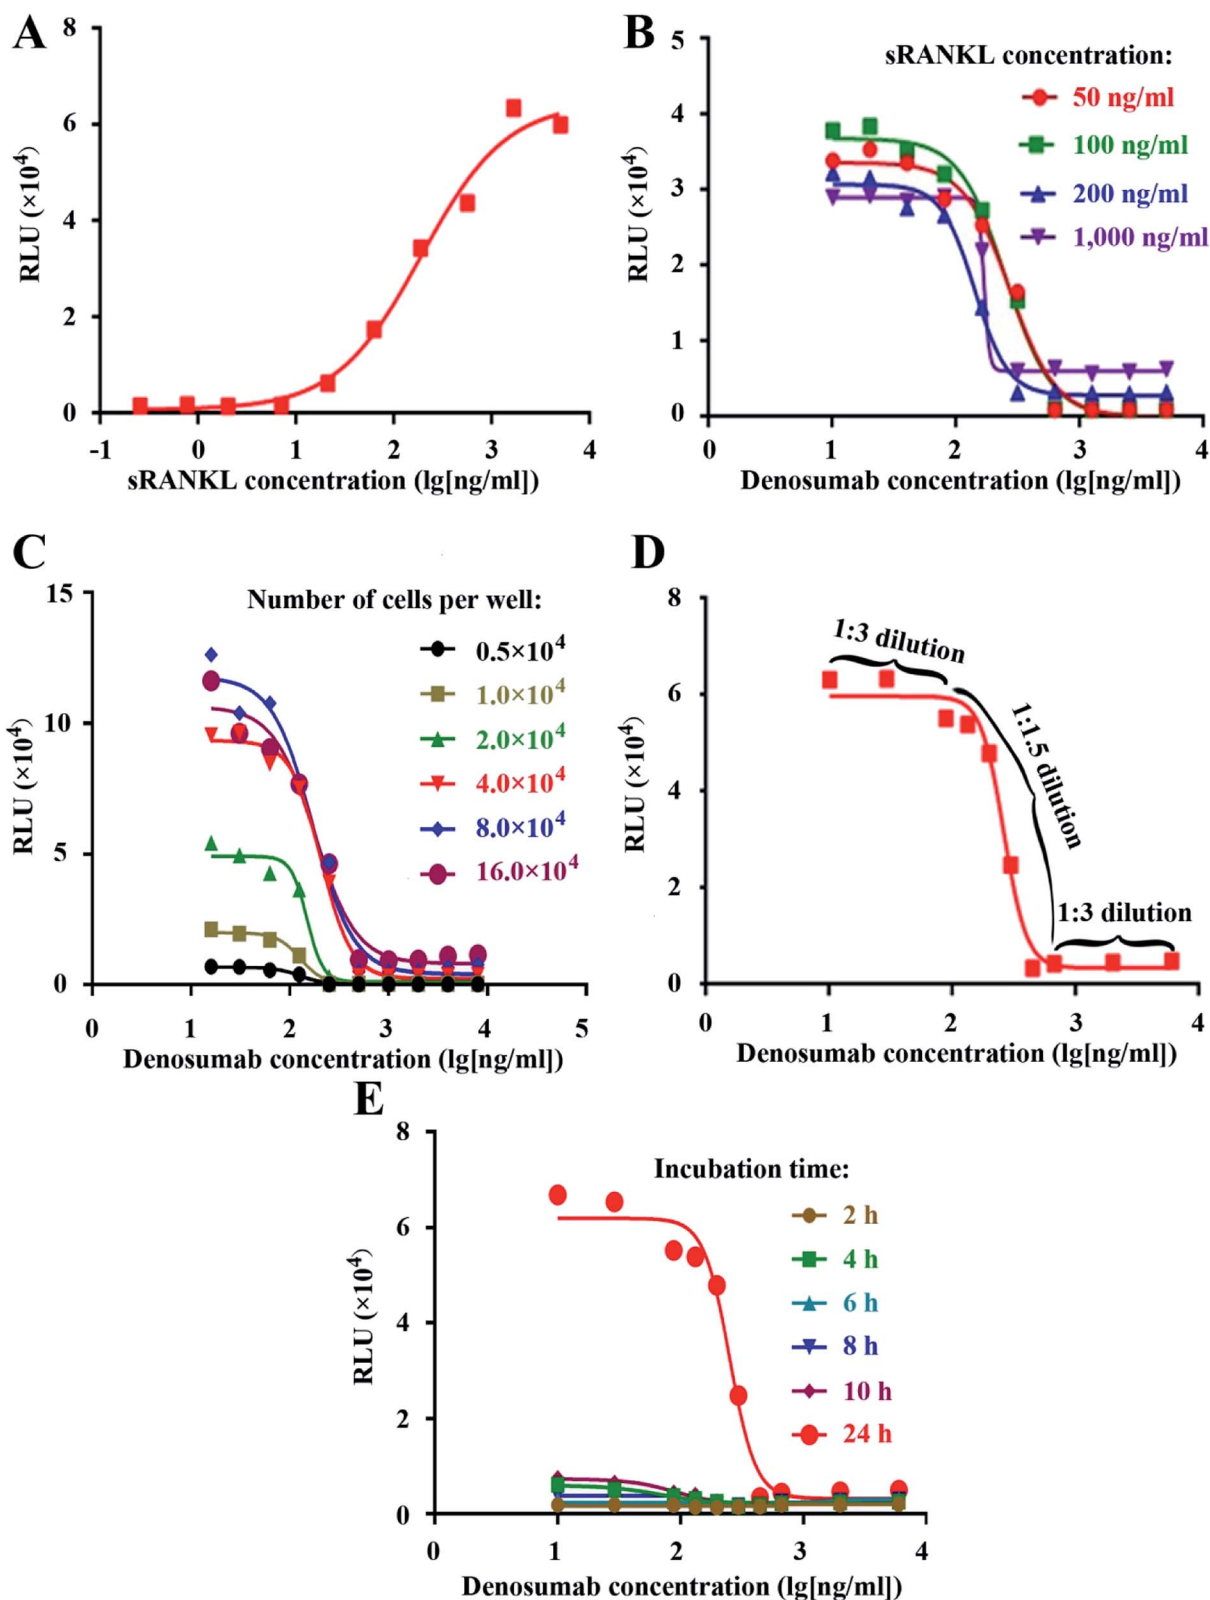 A
8
6
4
2
0
RLU (×10⁴)
-1 0 1 2 3 4
sRANKL concentration (lg[ng/ml])
B
5
4
3
2
1
0
RLU (×10⁴)
sRANKL concentration:
50 ng/ml
100 ng/ml
200 ng/ml
1,000 ng/ml
0 1 2 3 4
Denosumab concentration (lg[ng/ml])
C
15
10
5
0
RLU (×10⁴)
Number of cells per well:
0.5×10⁴
1.0×10⁴
2.0×10⁴
4.0×10⁴
8.0×10⁴
16.0×10⁴
0 1 2 3 4 5
Denosumab concentration (lg[ng/ml])
D
8
6
4
2
0
RLU (×10⁴)
1:3 dilution
1:1.5 dilution
1:3 dilution
0 1 2 3 4
Denosumab concentration (lg[ng/ml])
E
8
6
4
2
0
RLU (×10⁴)
Incubation time:
2 h
4 h
6 h
8 h
10 h
24 h
0 1 2 3 4
Denosumab concentration (lg[ng/ml])